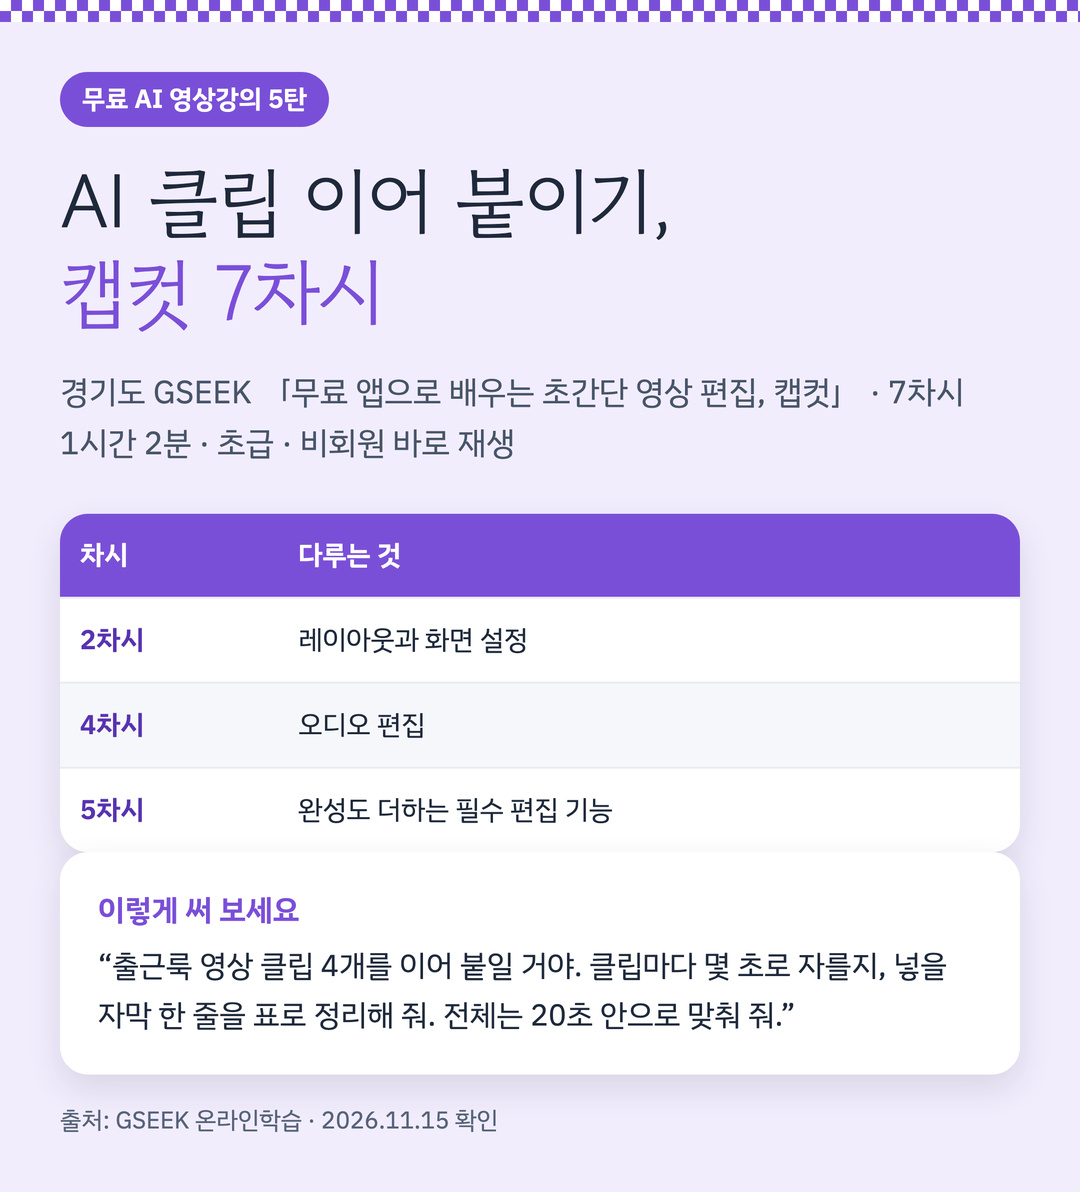 무료 AI 영상강의 5탄
AI 클립 이어 붙이기,
캡컷 7차시
경기도 GSEEK 「무료 앱으로 배우는 초간단 영상 편집, 캡컷」 · 7차시
1시간 2분 · 초급 · 비회원 바로 재생
차시 다루는 것
2차시 레이아웃과 화면 설정
4차시 오디오 편집
5차시 완성도 더하는 필수 편집 기능
이렇게 써 보세요
“출근룩 영상 클립 4개를 이어 붙일 거야. 클립마다 몇 초로 자를지, 넣을
자막 한 줄을 표로 정리해 줘. 전체는 20초 안으로 맞춰 줘.”
출처: GSEEK 온라인학습 · 2026.11.15 확인